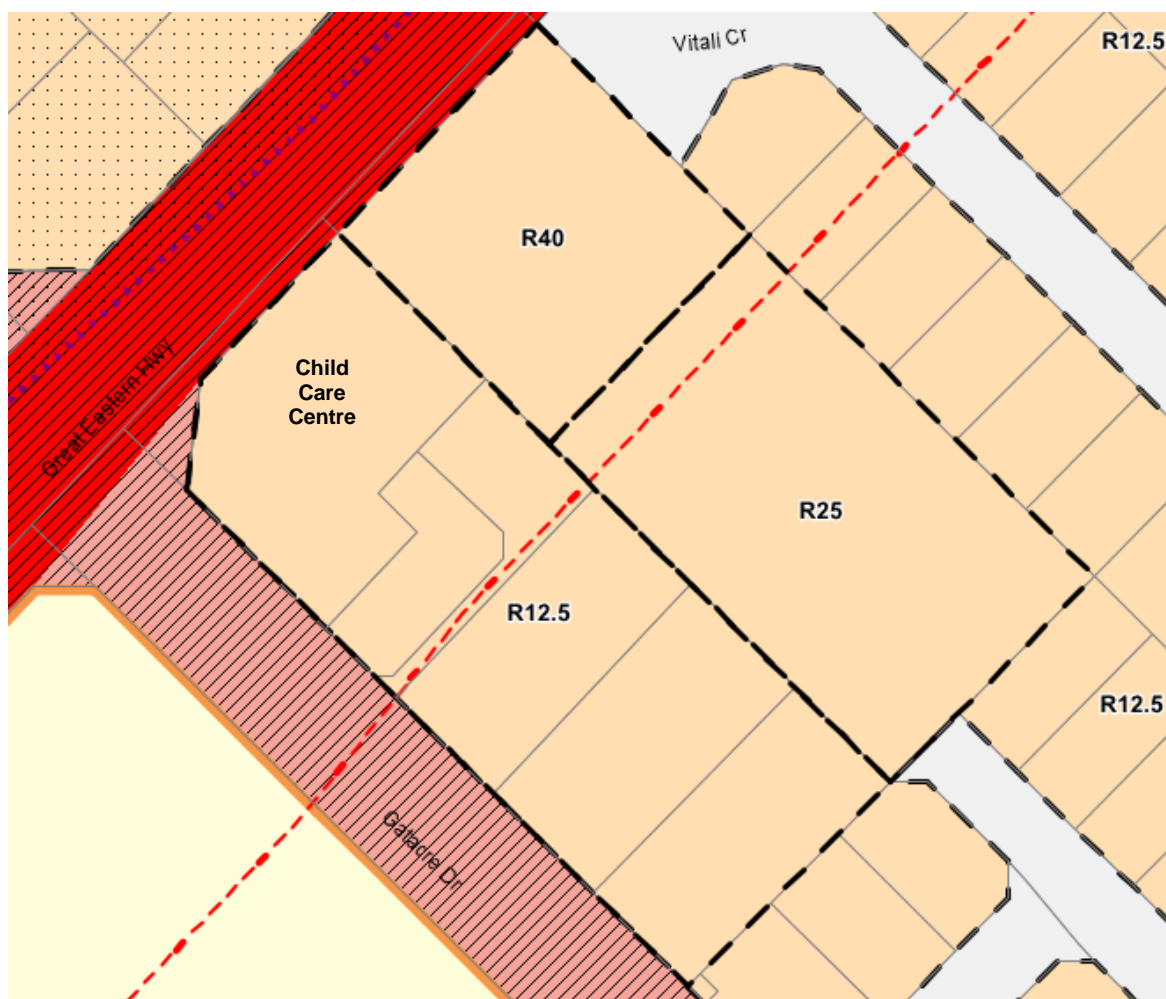 Vitali Cr
R12.5
R40
Great Eastern Hwy
Child
Care
Centre
R25
R12.5
R12.5
Gatacre Dr